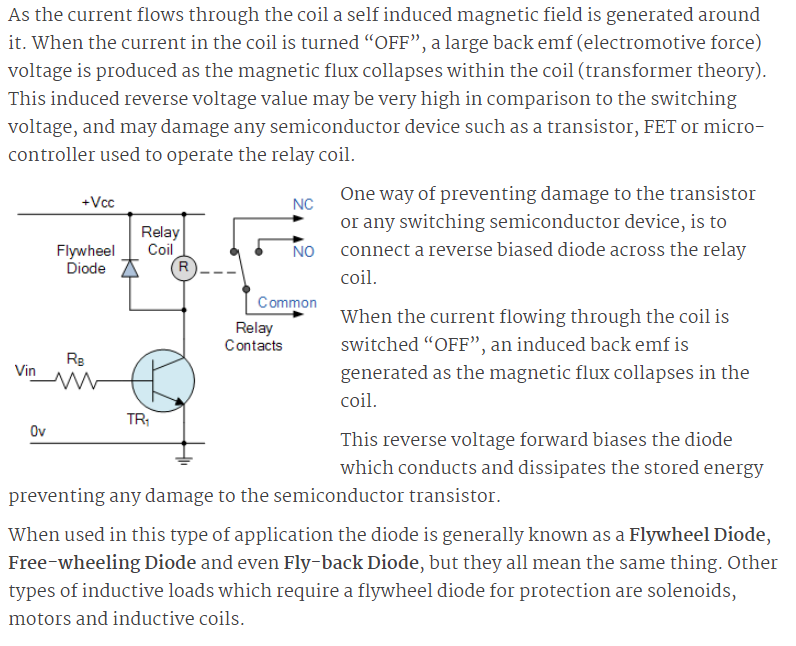 As the current flows through the coil a self induced magnetic field is generated around
it. When the current in the coil is turned “OFF”, a large back emf (electromotive force)
voltage is produced as the magnetic flux collapses within the coil (transformer theory).
This induced reverse voltage value may be very high in comparison to the switching
voltage, and may damage any semiconductor device such as a transistor, FET or micro-
controller used to operate the relay coil.
+Vcc
NC
Relay
Coil
Flywheel
Diode
R
NO
Common
Relay
Contacts
RB
Vin
TR1
0v
One way of preventing damage to the transistor
or any switching semiconductor device, is to
connect a reverse biased diode across the relay
coil.
When the current flowing through the coil is
switched “OFF”, an induced back emf is
generated as the magnetic flux collapses in the
coil.
This reverse voltage forward biases the diode
which conducts and dissipates the stored energy
preventing any damage to the semiconductor transistor.
When used in this type of application the diode is generally known as a Flywheel Diode,
Free-wheeling Diode and even Fly-back Diode, but they all mean the same thing. Other
types of inductive loads which require a flywheel diode for protection are solenoids,
motors and inductive coils.